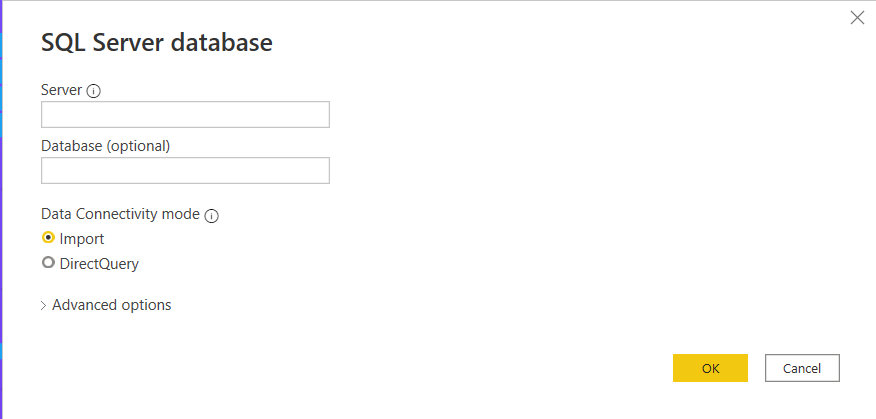 SQL Server database
Server
Database (optional)
Data Connectivity mode
Import
DirectQuery
Advanced options
OK
Cancel